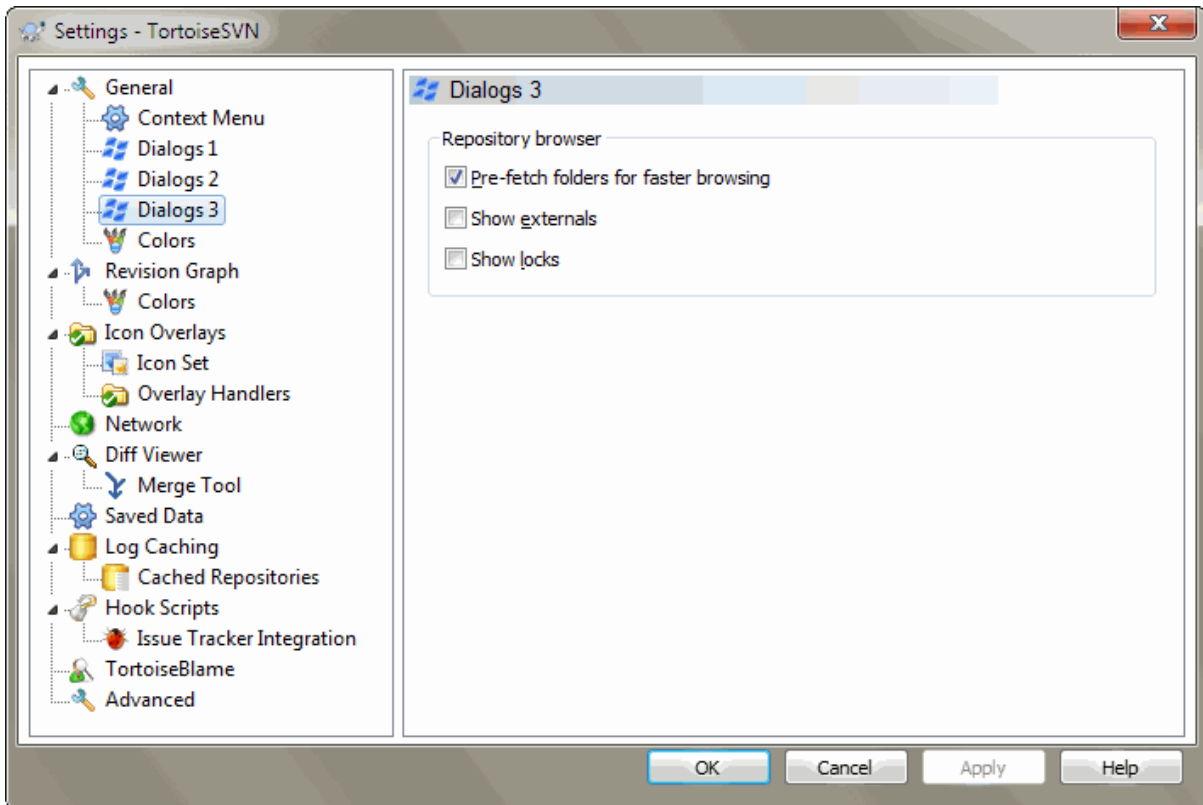 Settings - TortoiseSVN
General
Context Menu
Dialogs 1
Dialogs 2
Dialogs 3
Colors
Revision Graph
Colors
Icon Overlays
Icon Set
Overlay Handlers
Network
Diff Viewer
Merge Tool
Saved Data
Log Caching
Cached Repositories
Hook Scripts
Issue Tracker Integration
TortoiseBlame
Advanced
Dialogs 3
Repository browser
Pre-fetch folders for faster browsing
Show externals
Show locks
OK
Cancel
Apply
Help